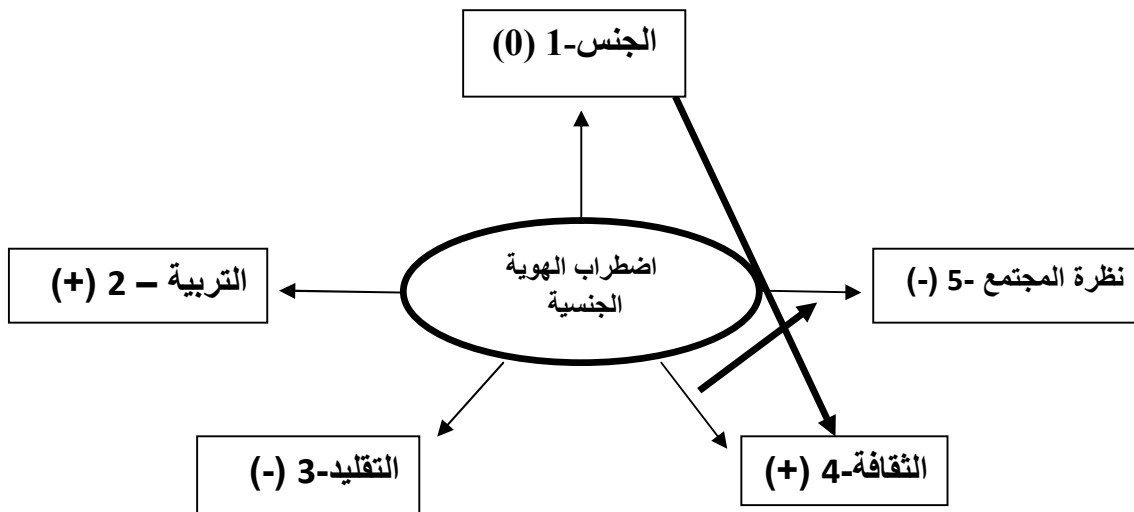 الجنس-1 (0)
اضطراب الهوية
الجنسية
نظرة المجتمع -5 (-)
التربية – 2 (+)
الثقافة-4 (+)
التقليد-3 (-)